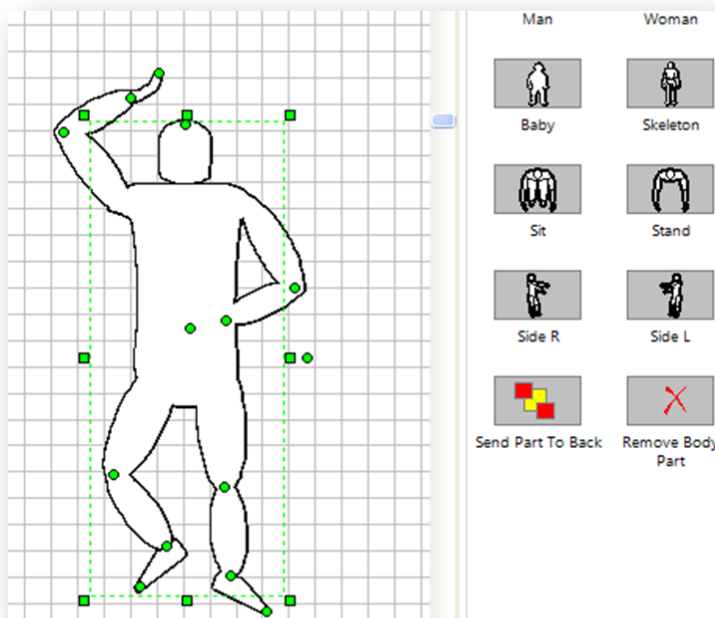 Man Woman
Baby Skeleton
Sit Stand
Side R Side L
Send Part To Back Remove Body
Part